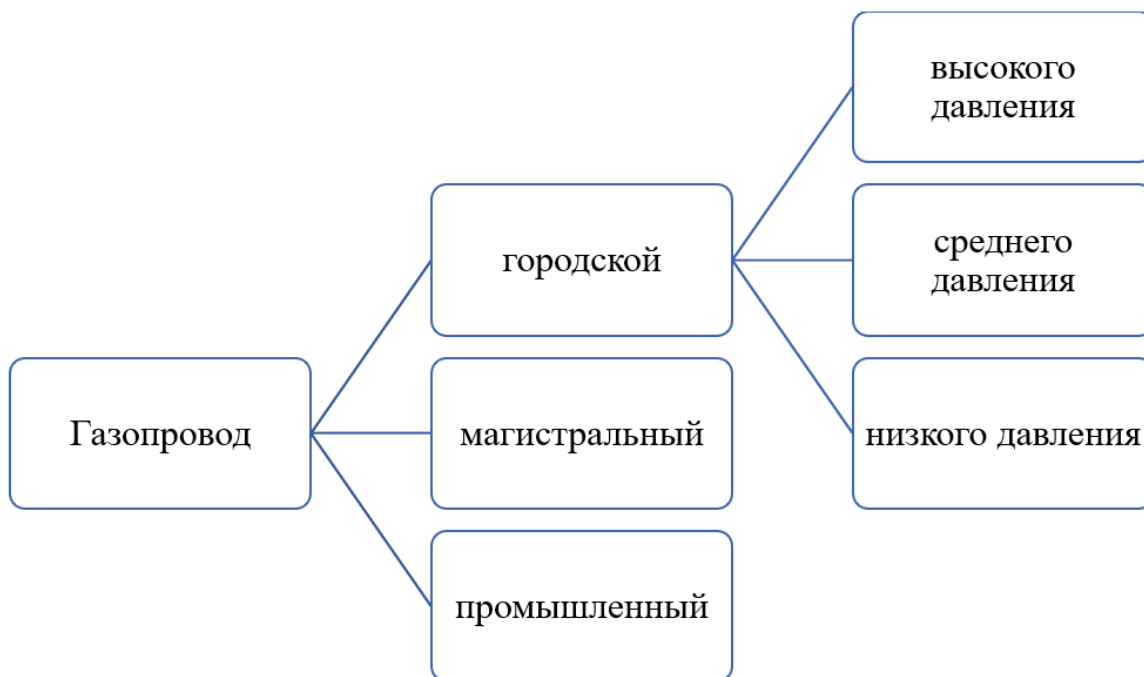 Газопровод
городской
магистральный
промышленный
высокого
давления
среднего
давления
низкого давления